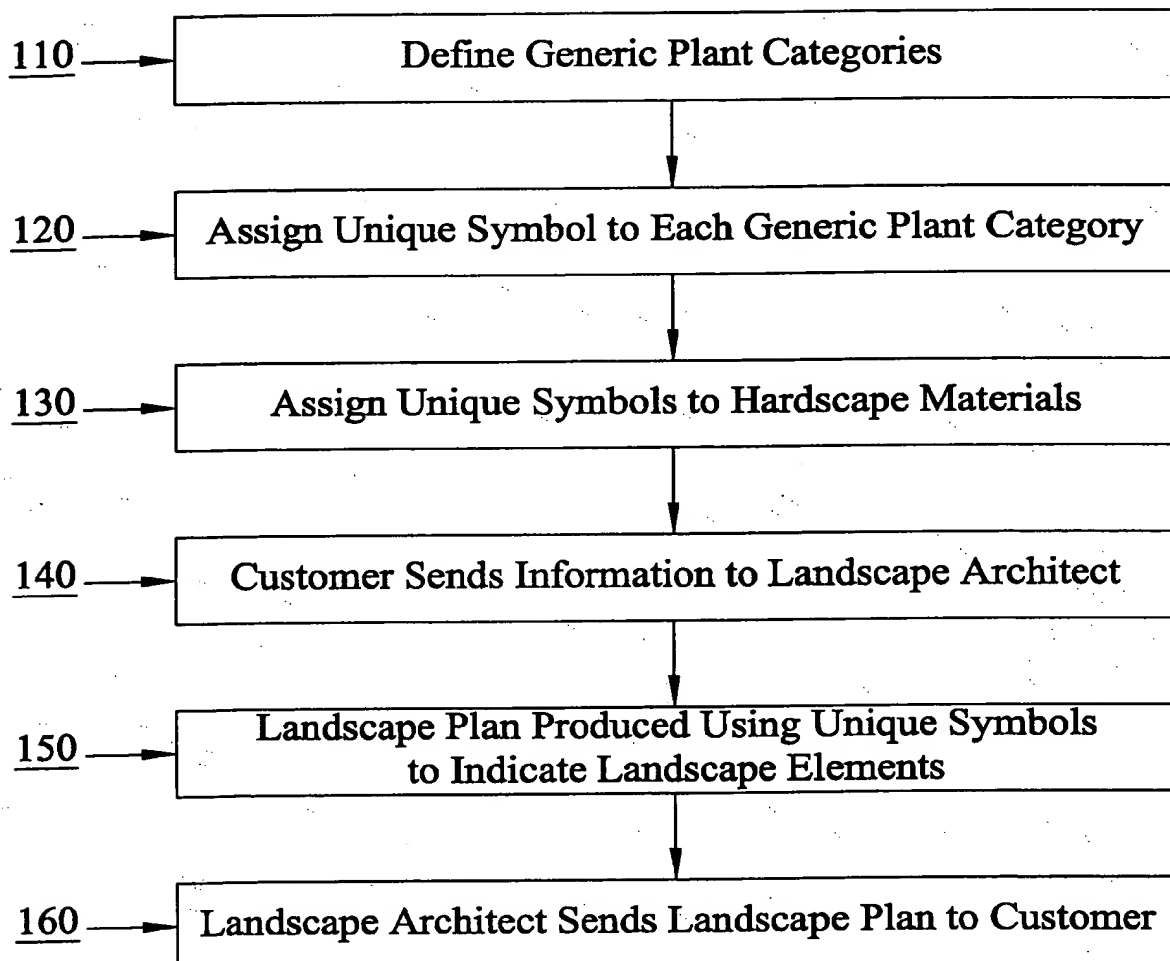 110 Define Generic Plant Categories
120 Assign Unique Symbol to Each Generic Plant Category
130 Assign Unique Symbols to Hardscape Materials
140 Customer Sends Information to Landscape Architect
150 Landscape Plan Produced Using Unique Symbols
to Indicate Landscape Elements
160 Landscape Architect Sends Landscape Plan to Customer